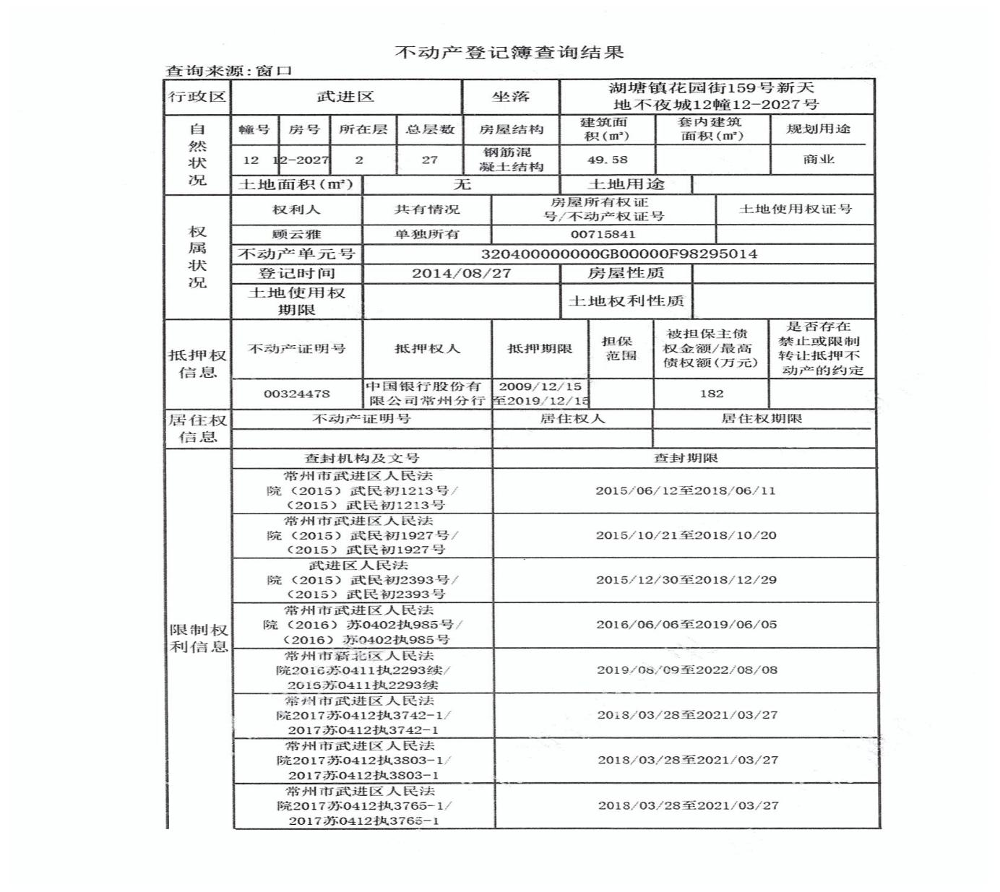 不动产登记簿查询结果
查询来源:窗口
行政区 武进区 坐落 湖塘镇花园街159号新天
地不夜城12幢12-2027号
自然状况
幢号 房号 所在层 总层数 房屋结构 建筑面积(㎡) 套内建筑面积(㎡) 规划用途
12 12-2027 2 27 钢筋混凝土结构 49.58 商业
土地面积(㎡) 无 土地用途
权属状况
权利人 共有情况 房屋所有权证号/不动产权证号 土地使用权证号
顾云雅 单独所有 00715841
不动产单元号 320400000000GB00000F98295014
登记时间 2014/08/27 房屋性质
土地使用权期限 土地权利性质
抵押权信息
不动产证明号 抵押权人 抵押期限 担保范围 被担保主债权金额/最高债权额(万元) 是否存在禁止或限制转让抵押不动产的约定
00324478 中国银行股份有限公司常州分行 2009/12/15至2019/12/15 182
居住权信息
不动产证明号 居住权人 居住权期限
限制权利信息
查封机构及文号 查封期限
常州市武进区人民法
院（2015）武民初1213号/ 2015/06/12至2018/06/11
（2015）武民初1213号
常州市武进区人民法
院（2015）武民初1927号/ 2015/10/21至2018/10/20
（2015）武民初1927号
武进区人民法
院（2015）武民初2393号/ 2015/12/30至2018/12/29
（2015）武民初2393号
常州市武进区人民法
院（2016）苏0402执985号/ 2016/06/06至2019/06/05
（2016）苏0402执985号
常州市新北区人民法
院2016苏0411执2293续/ 2019/08/09至2022/08/08
2016苏0411执2293续
常州市武进区人民法
院2017苏0412执3742-1/ 2018/03/28至2021/03/27
2017苏0412执3742-1
常州市武进区人民法
院2017苏0412执3803-1/ 2018/03/28至2021/03/27
2017苏0412执3803-1
常州市武进区人民法
院2017苏0412执3765-1/ 2018/03/28至2021/03/27
2017苏0412执3765-1